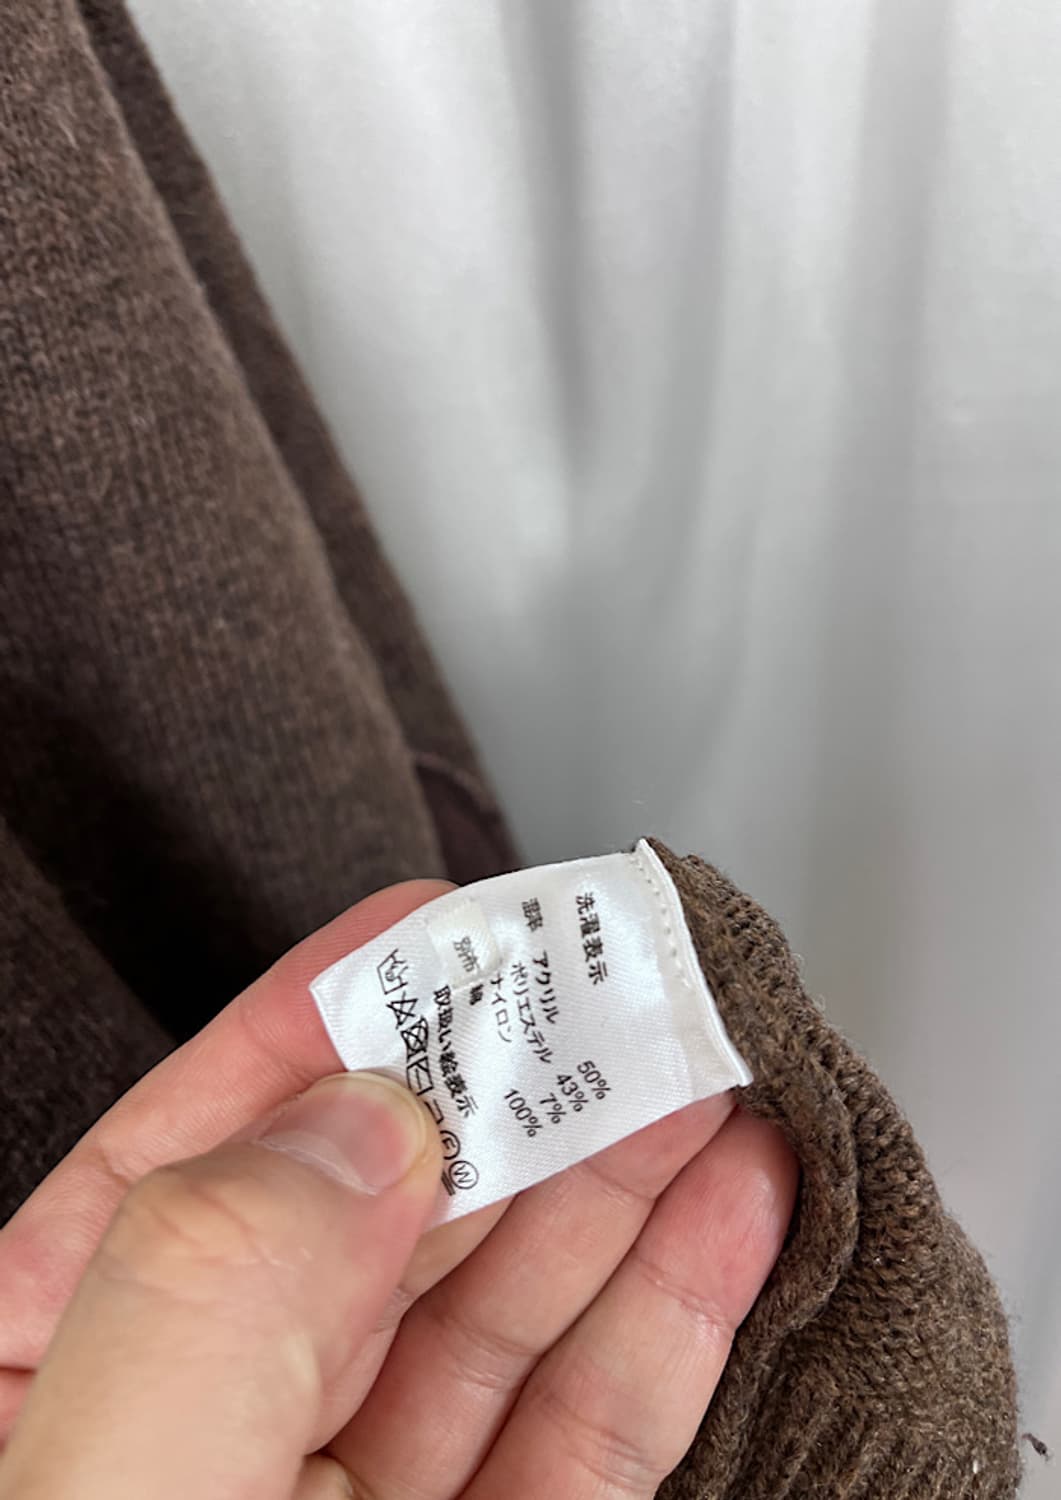 洗濯表示
混率 アクリル 50%
ポリエステル 43%
ナイロン 7%
別布 綿 100%
取扱い絵表示
F W